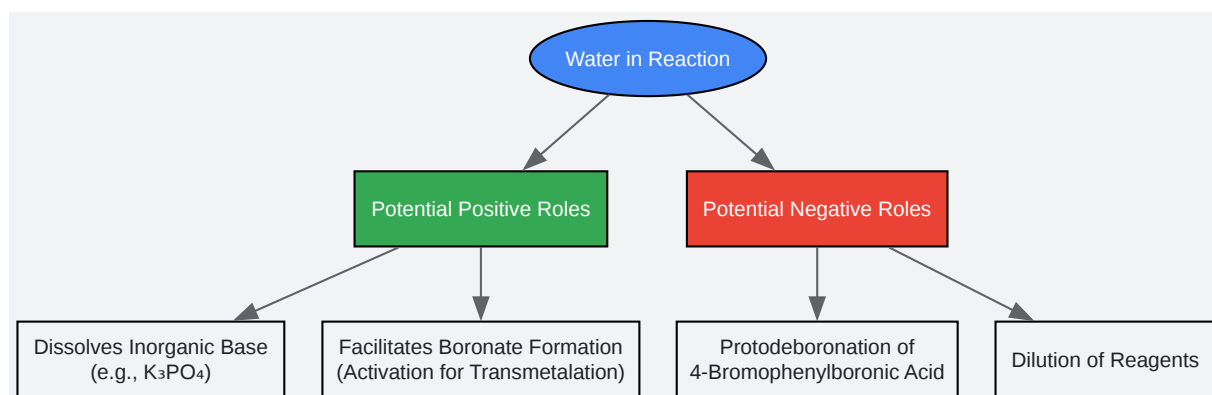 Water in Reaction
Potential Positive Roles
Potential Negative Roles
Dissolves Inorganic Base
(e.g., K₃PO₄)
Facilitates Boronate Formation
(Activation for Transmetalation)
Protodeboronation of
4-Bromophenylboronic Acid
Dilution of Reagents